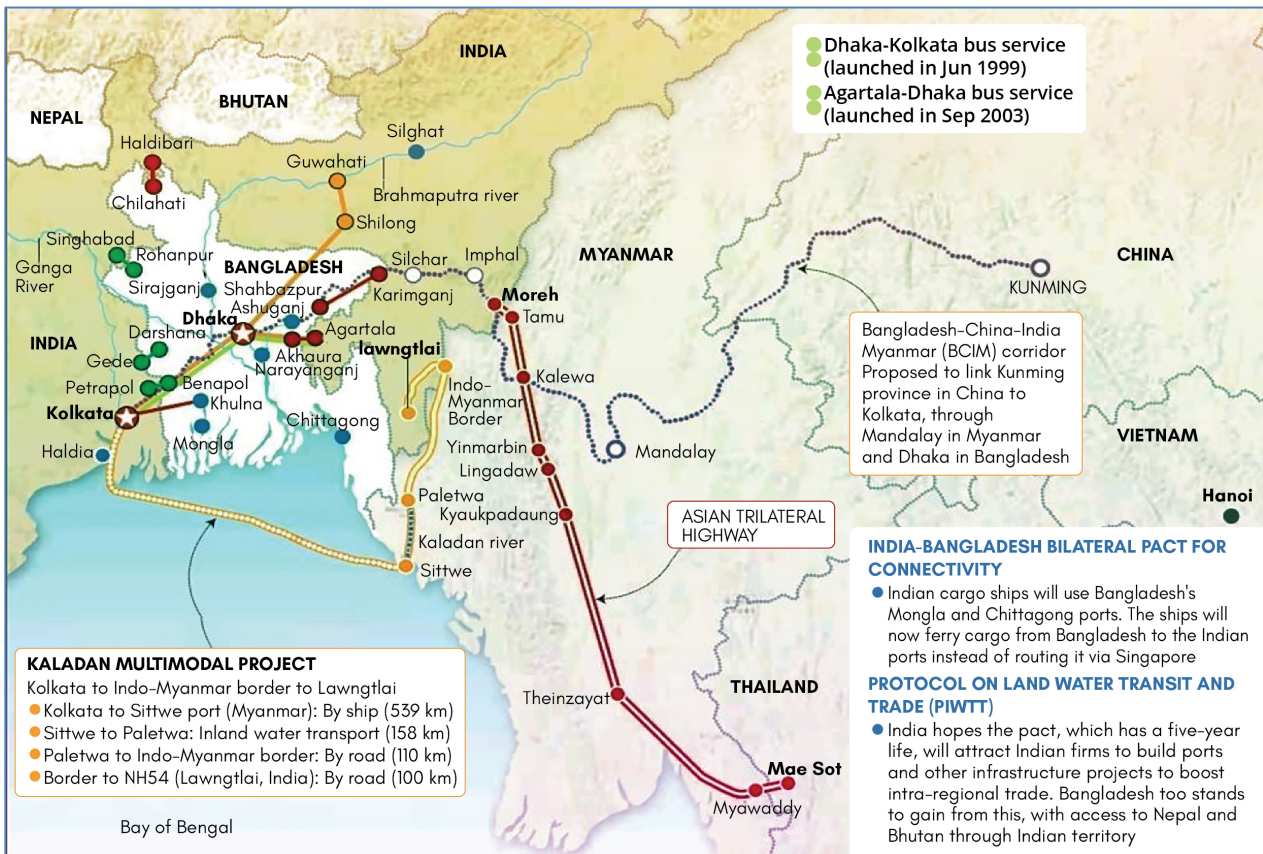 INDIA
Dhaka-Kolkata bus service
(launched in Jun 1999)
Agartala-Dhaka bus service
(launched in Sep 2003)
BHUTAN
NEPAL
Haldibari
Silghat
Guwahati
Brahmaputra river
Chilahati
Shilong
Singhabad
Rohanpur
Ganga
River
Sirajganj
BANGLADESH
Shahbazpur
Ashuganj
Silchar
Imphal
Karimganj
MYANMAR
CHINA
KUNMING
Moreh
Tamu
Dhaka
Darshana
Agartala
INDIA
Gede
Akhaura
Narayanganj
lawngtlai
Petrapol
Benapol
Khulna
Kolkata
Mongla
Haldia
Chittagong
Indo-
Myanmar
Border
Kalewa
Yinmarbin
Lingadaw
Mandalay
Paletwa
Kyaukpadaung
Kaladan river
Sittwe
Bangladesh-China-India
Myanmar (BCIM) corridor
Proposed to link Kunming
province in China to
Kolkata, through
Mandalay in Myanmar
and Dhaka in Bangladesh
VIETNAM
Hanoi
ASIAN TRILATERAL
HIGHWAY
INDIA-BANGLADESH BILATERAL PACT FOR
CONNECTIVITY
Indian cargo ships will use Bangladesh's
Mongla and Chittagong ports. The ships will
now ferry cargo from Bangladesh to the Indian
ports instead of routing it via Singapore
PROTOCOL ON LAND WATER TRANSIT AND
TRADE (PIWTT)
India hopes the pact, which has a five-year
life, will attract Indian firms to build ports
and other infrastructure projects to boost
intra-regional trade. Bangladesh too stands
to gain from this, with access to Nepal and
Bhutan through Indian territory
KALADAN MULTIMODAL PROJECT
Kolkata to Indo-Myanmar border to Lawngtlai
Kolkata to Sittwe port (Myanmar): By ship (539 km)
Sittwe to Paletwa: Inland water transport (158 km)
Paletwa to Indo-Myanmar border: By road (110 km)
Border to NH54 (Lawngtlai, India): By road (100 km)
Theinzayat
THAILAND
Mae Sot
Myawaddy
Bay of Bengal